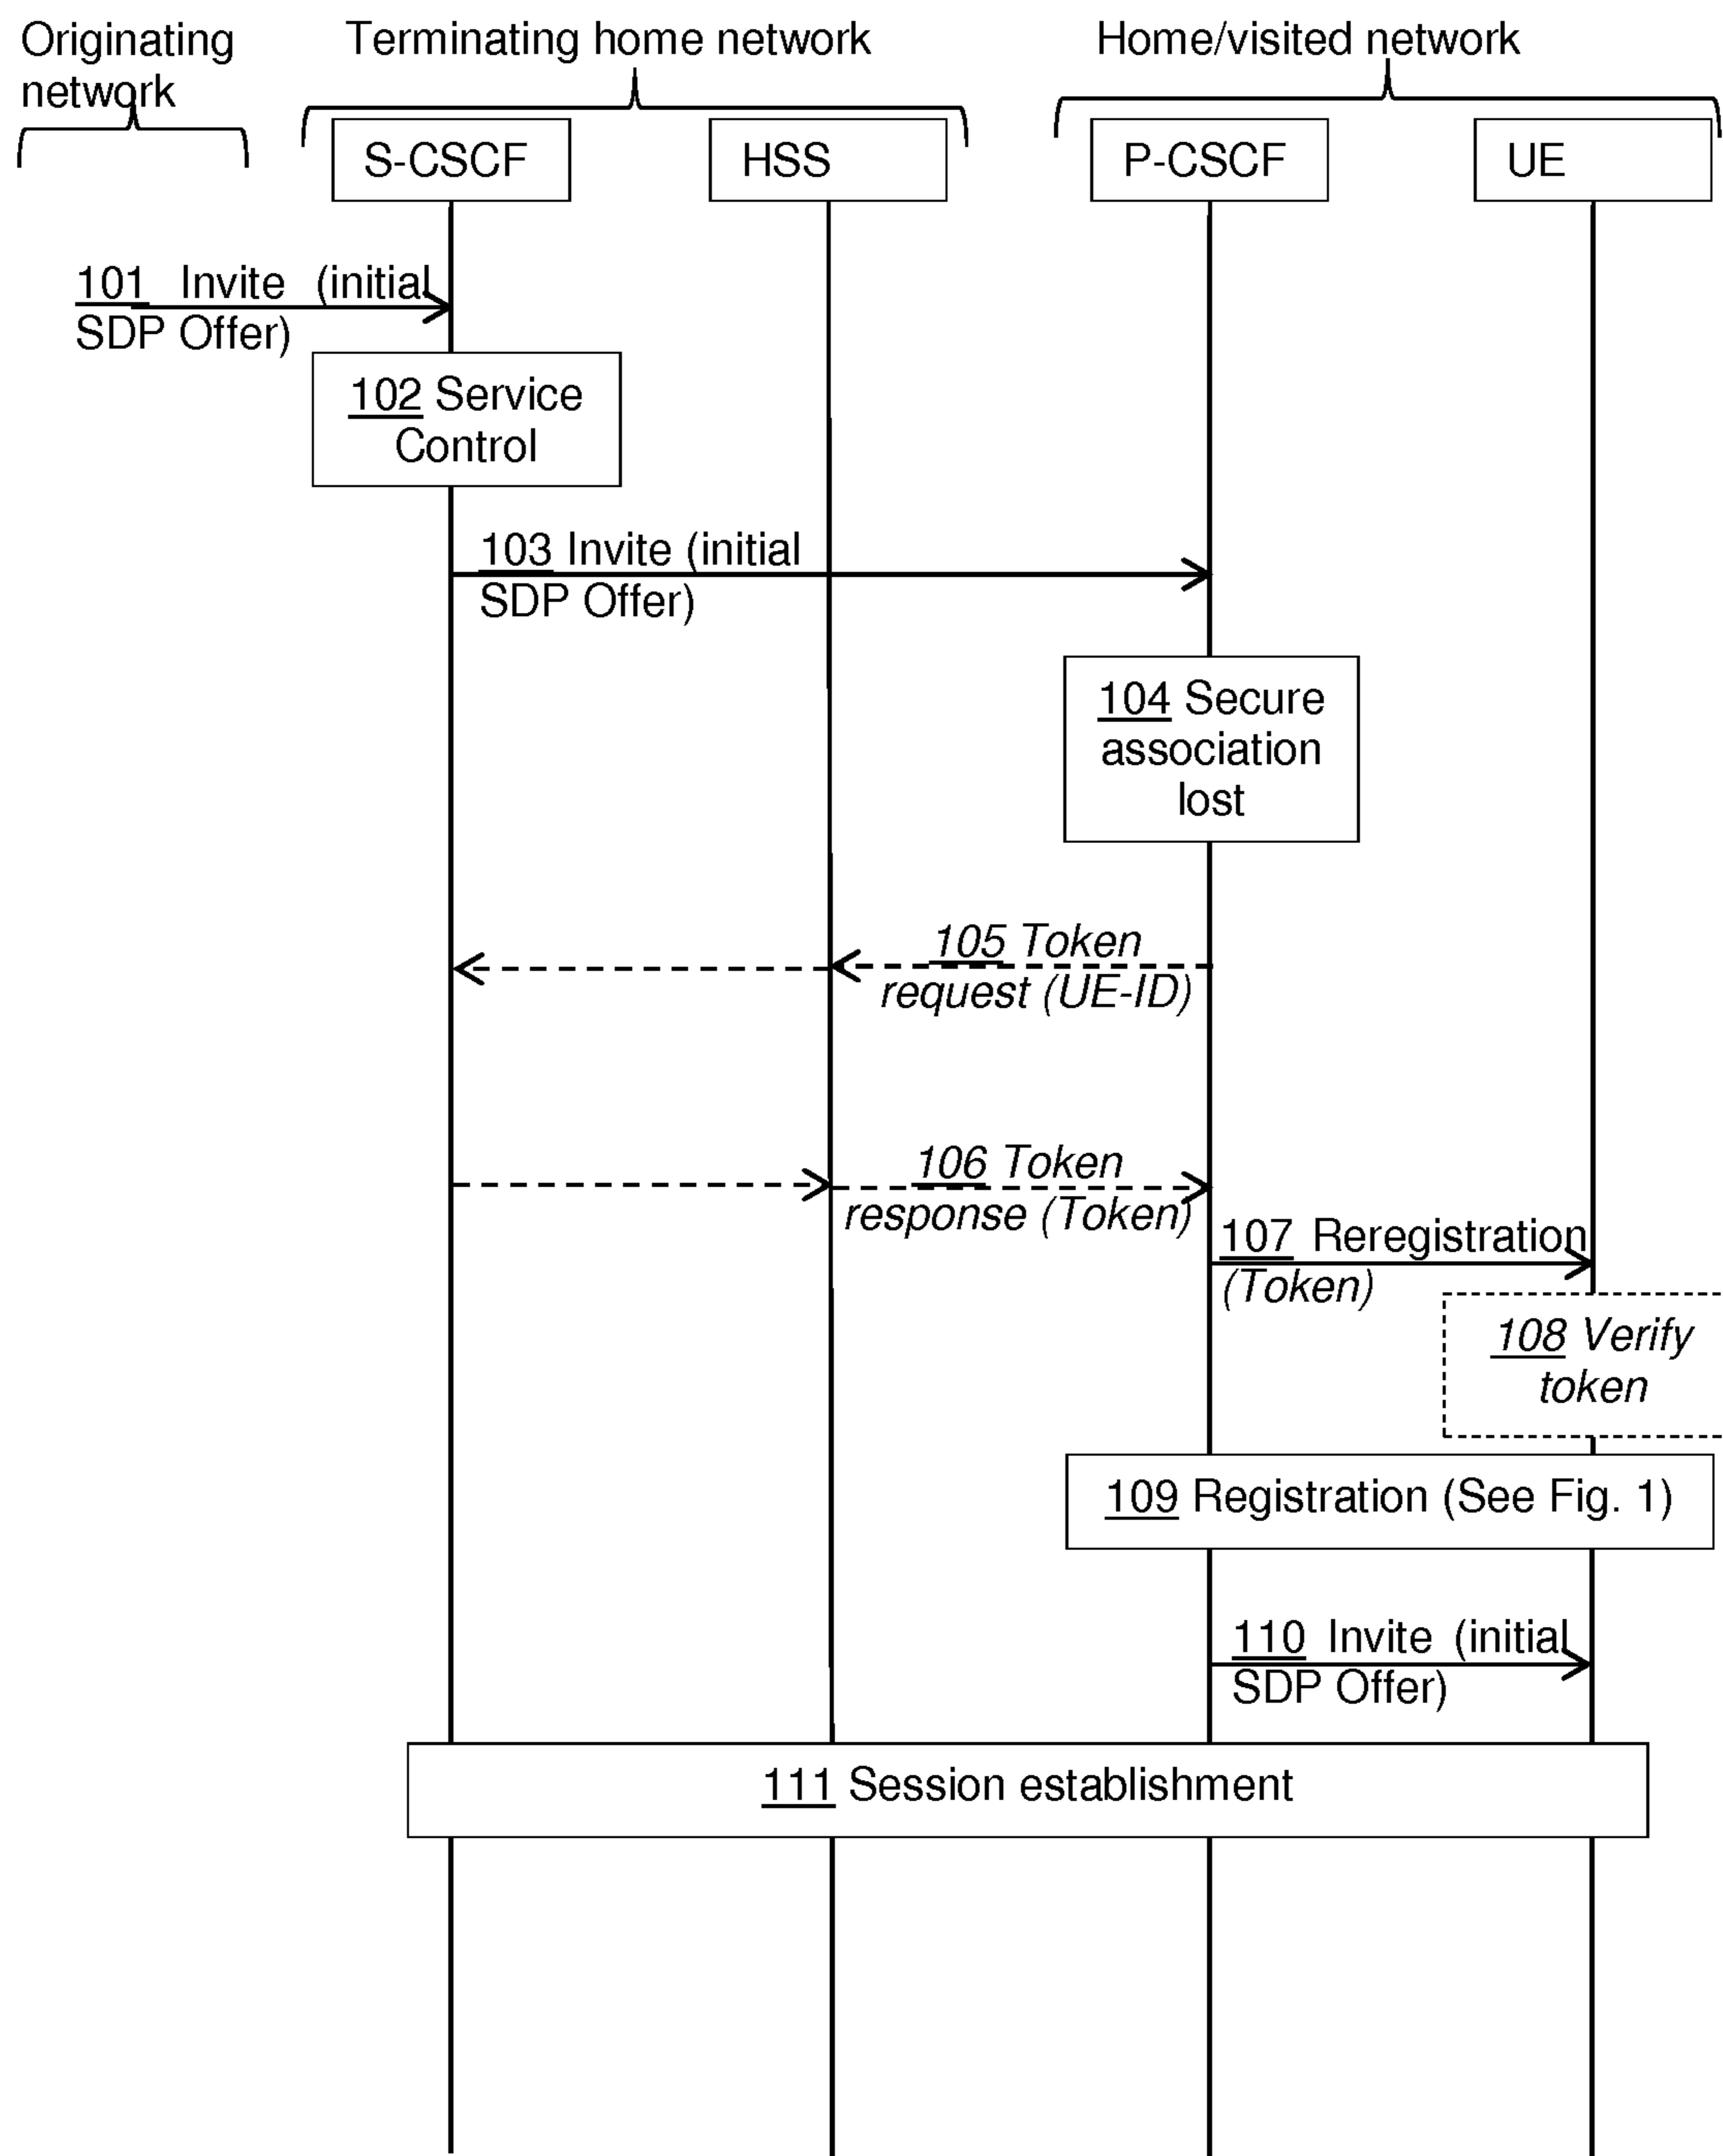 Originating
network
Terminating home network
Home/visited network
S-CSCF
HSS
P-CSCF
UE
101 Invite (initial
SDP Offer)
102 Service
Control
103 Invite (initial
SDP Offer)
104 Secure
association
lost
105 Token
request (UE-ID)
106 Token
response (Token)
107 Reregistration
(Token)
108 Verify
token
109 Registration (See Fig. 1)
110 Invite (initial
SDP Offer)
111 Session establishment